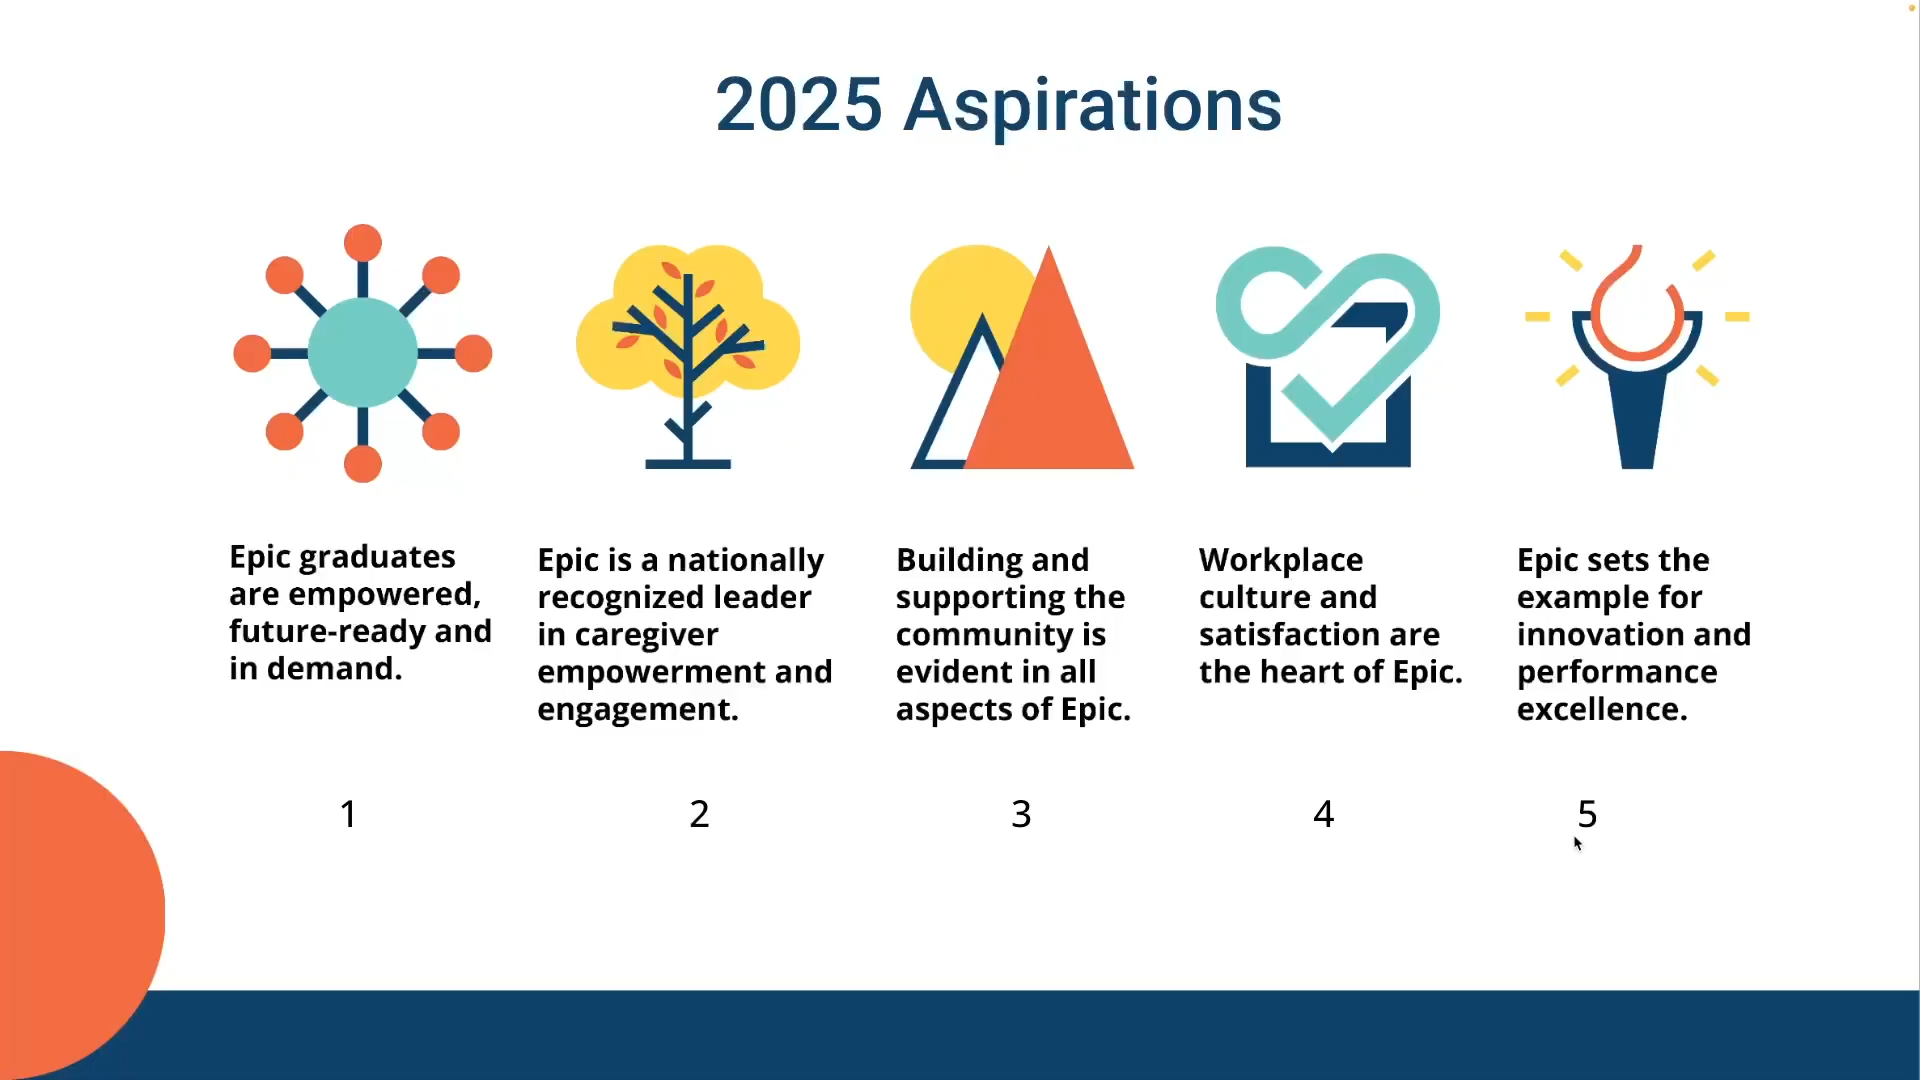 2025 Aspirations
Epic graduates
are empowered,
future-ready and
in demand.
Epic is a nationally
recognized leader
in caregiver
empowerment and
engagement.
Building and
supporting the
community is
evident in all
aspects of Epic.
Workplace
culture and
satisfaction are
the heart of Epic.
Epic sets the
example for
innovation and
performance
excellence.
1
2
3
4
5